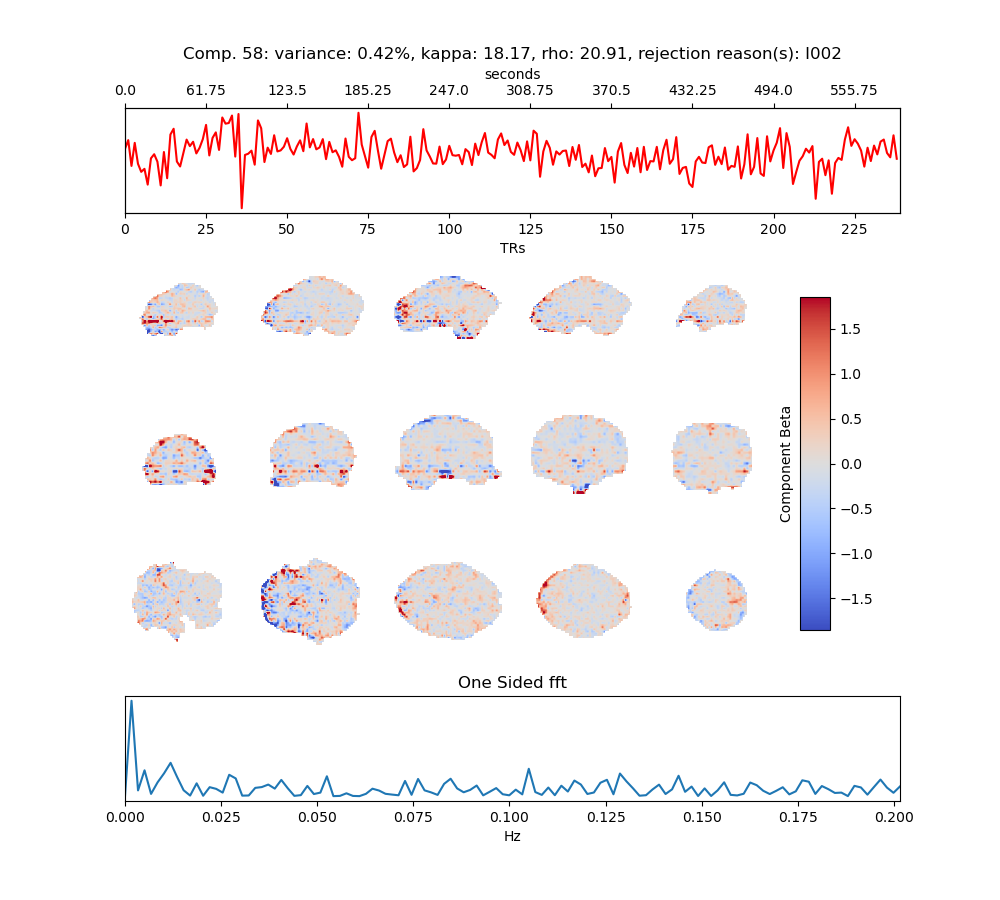 Comp. 58: variance: 0.42%, kappa: 18.17, rho: 20.91, rejection reason(s): I002
seconds
0.0 61.75 123.5 185.25 247.0 308.75 370.5 432.25 494.0 555.75
0 25 50 75 100 125 150 175 200 225
TRs
1.5
1.0
0.5
0.0
−0.5
−1.0
−1.5
Component Beta
One Sided fft
0.000 0.025 0.050 0.075 0.100 0.125 0.150 0.175 0.200
Hz